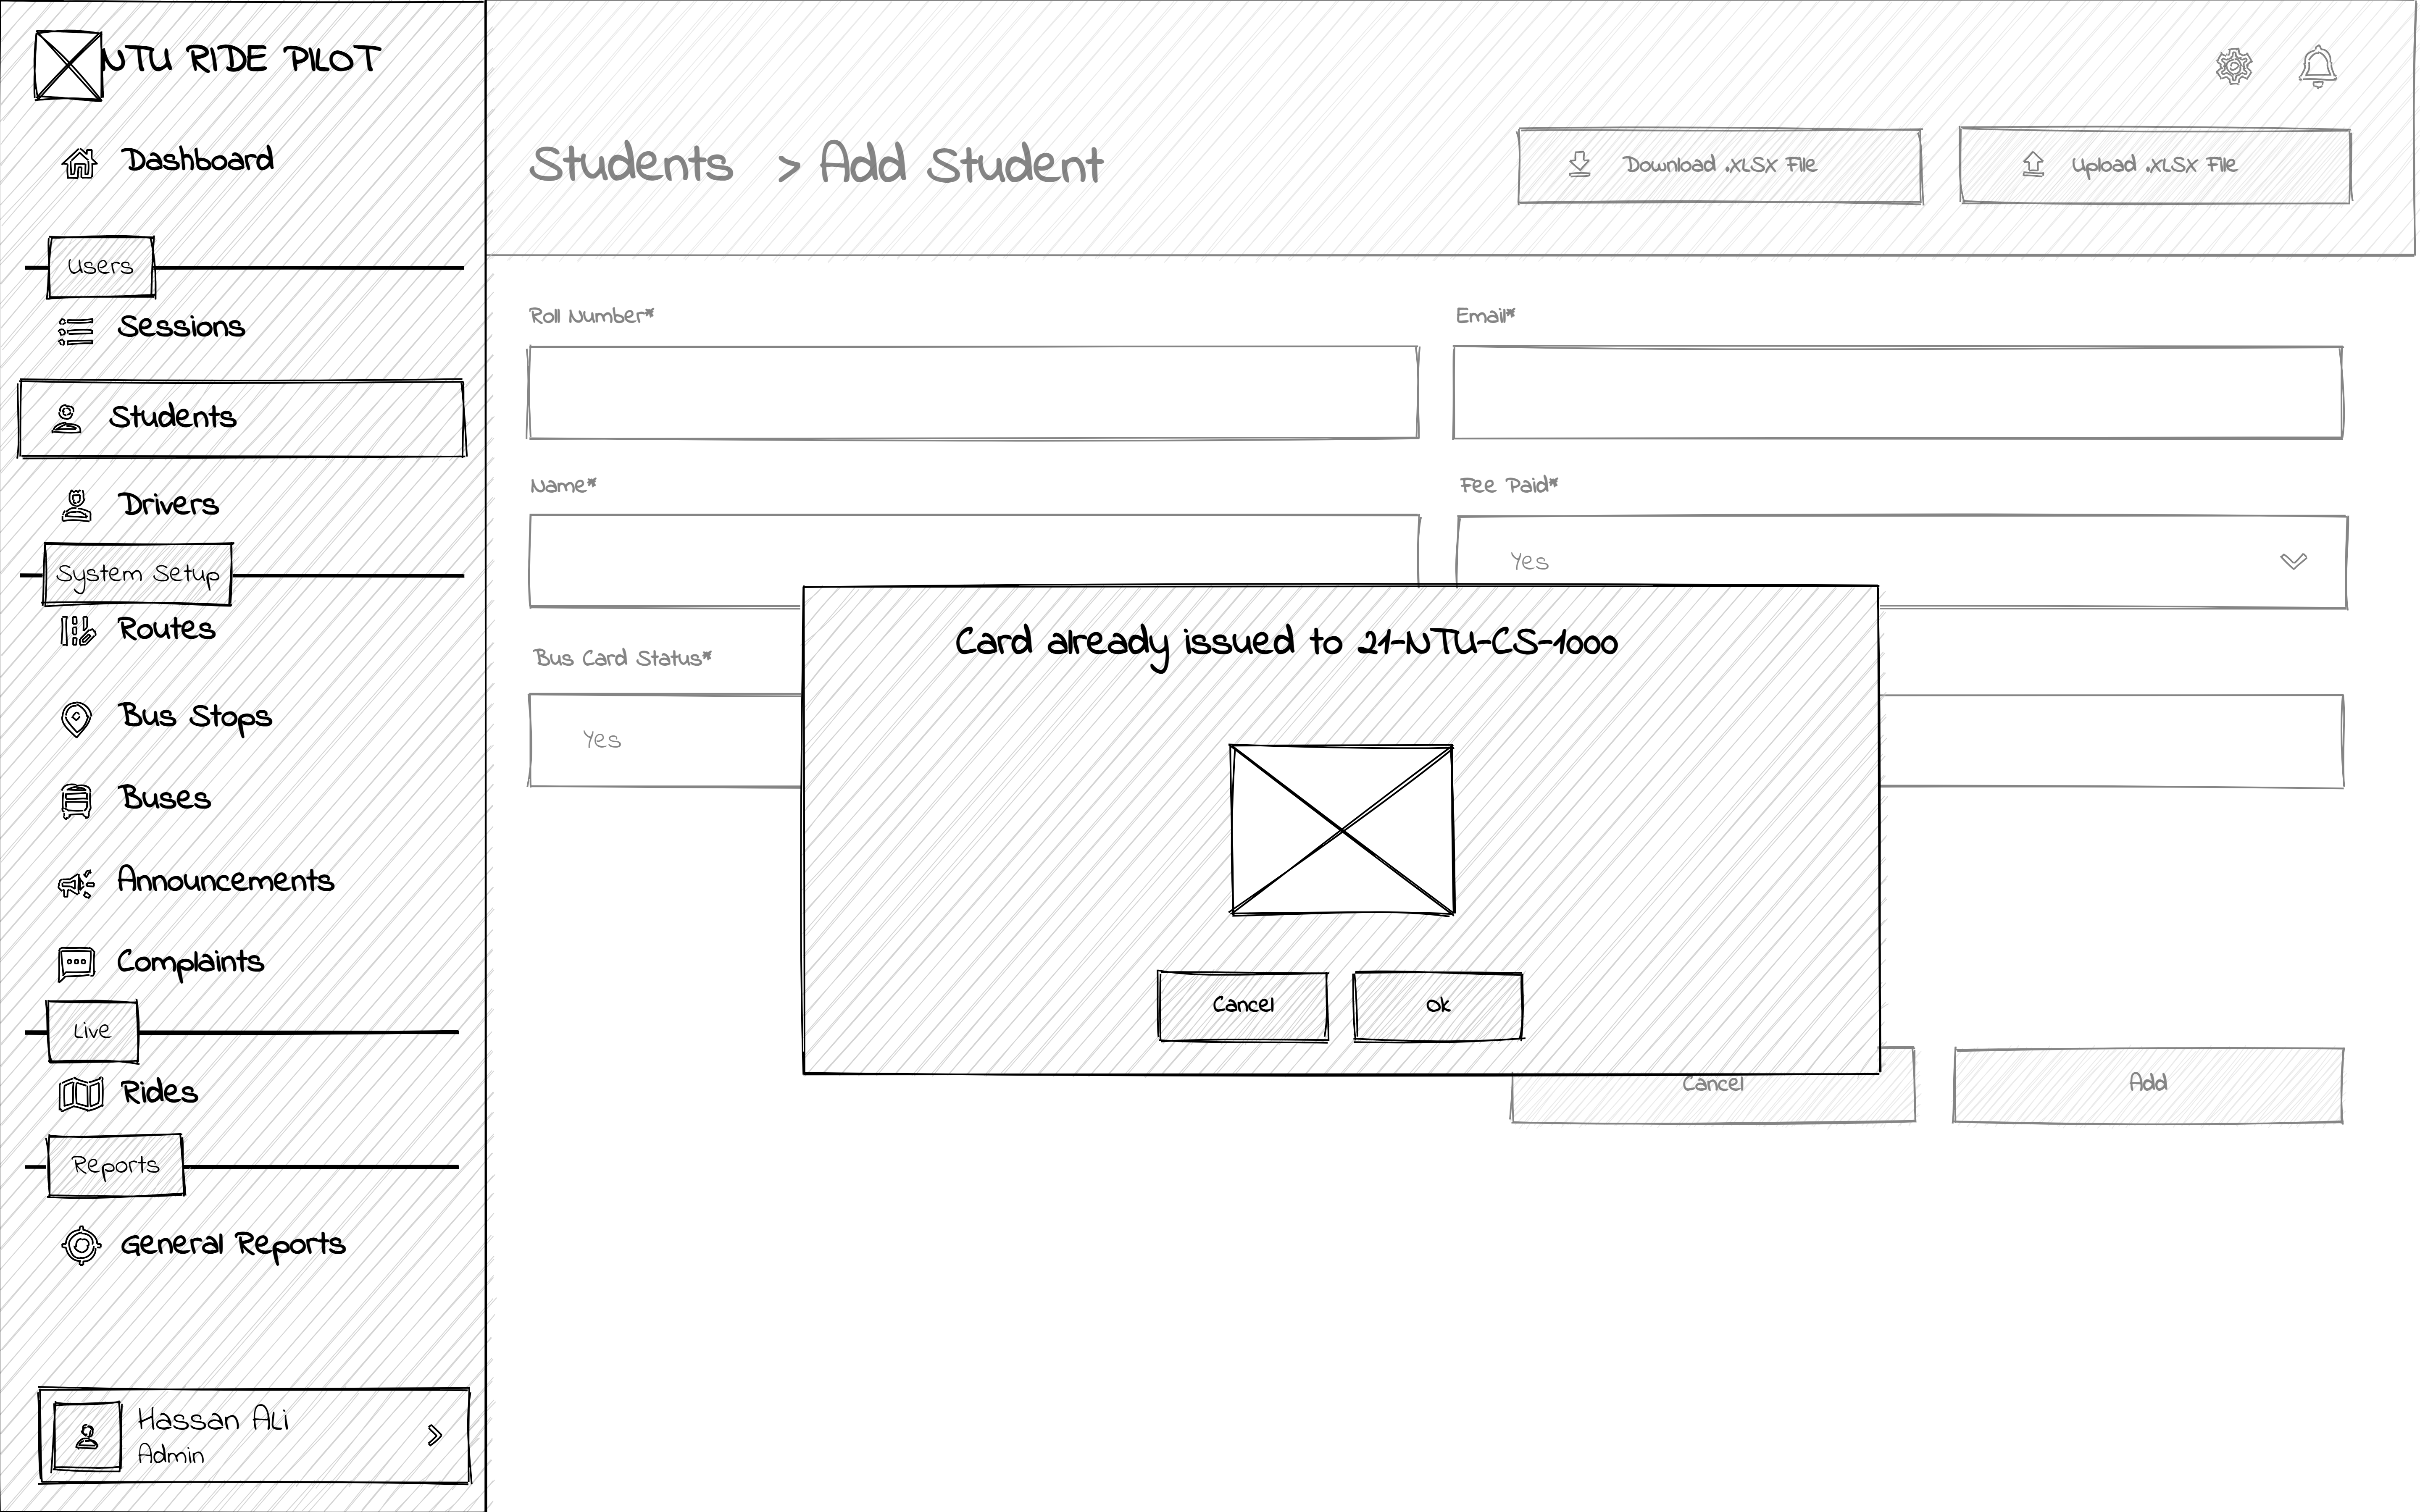 NTU RIDE PILOT
Dashboard
Users
Sessions
Students
Drivers
System Setup
Routes
Bus Stops
Buses
Announcements
Complaints
Live
Rides
Reports
General Reports
Hassan Ali
Admin
Students > Add Student
Download .XLSX File
Upload .XLSX File
Roll Number*
Email*
Name*
Fee Paid*
Yes
Bus Card Status*
Yes
Card already issued to 21-NTU-CS-1000
Cancel
Ok
Cancel
Add